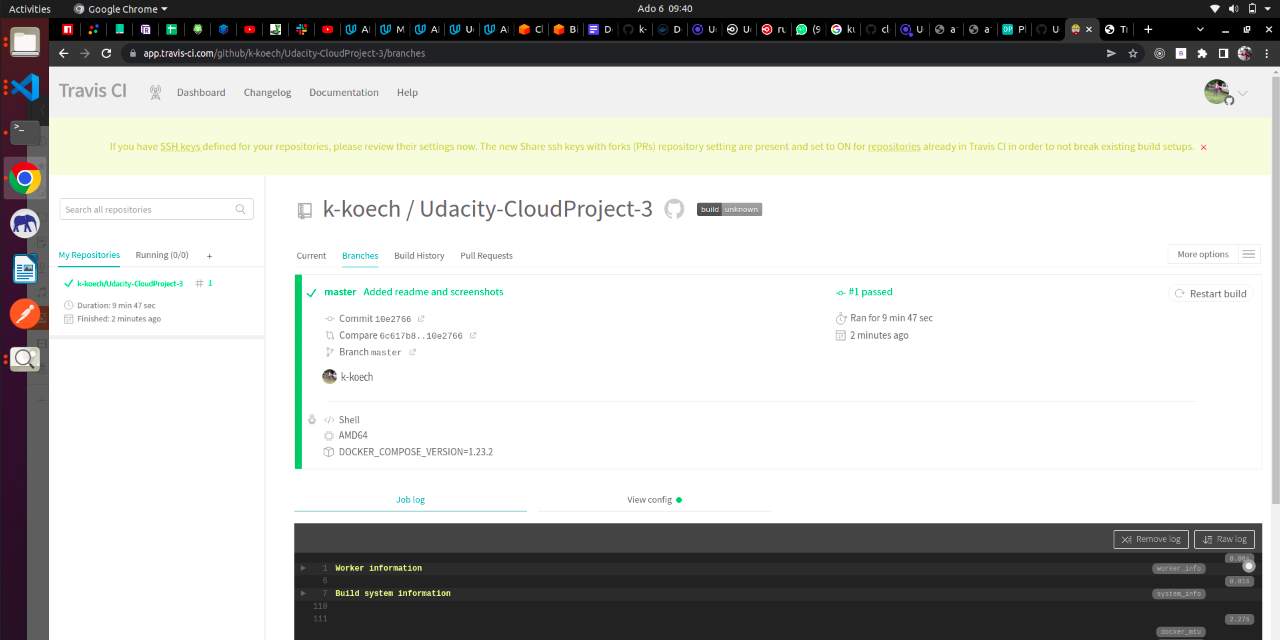 Activities Google Chrome Ado 6 09:40
app.travis-ci.com/github/k-koech/Udacity-CloudProject-3/branches
Travis CI Dashboard Changelog Documentation Help
If you have SSH keys defined for your repositories, please review their settings now. The new Share ssh keys with forks (PRs) repository setting are present and set to ON for repositories already in Travis CI in order to not break existing build setups.
Search all repositories
k-koech / Udacity-CloudProject-3 build unknown
My Repositories Running (0/0) +
Current Branches Build History Pull Requests More options
k-koech/Udacity-CloudProject-3 # 1
Duration: 9 min 47 sec
Finished: 2 minutes ago
master Added readme and screenshots #1 passed Restart build
Commit 10e2766 Ran for 9 min 47 sec
Compare 6c617b8..10e2766 2 minutes ago
Branch master
k-koech
Shell
AMD64
DOCKER_COMPOSE_VERSION=1.23.2
Job log View config
Remove log Raw log
1 Worker information worker_info
6 0.01s
7 Build system information system_info
110
111 2.27s
docker_mtu